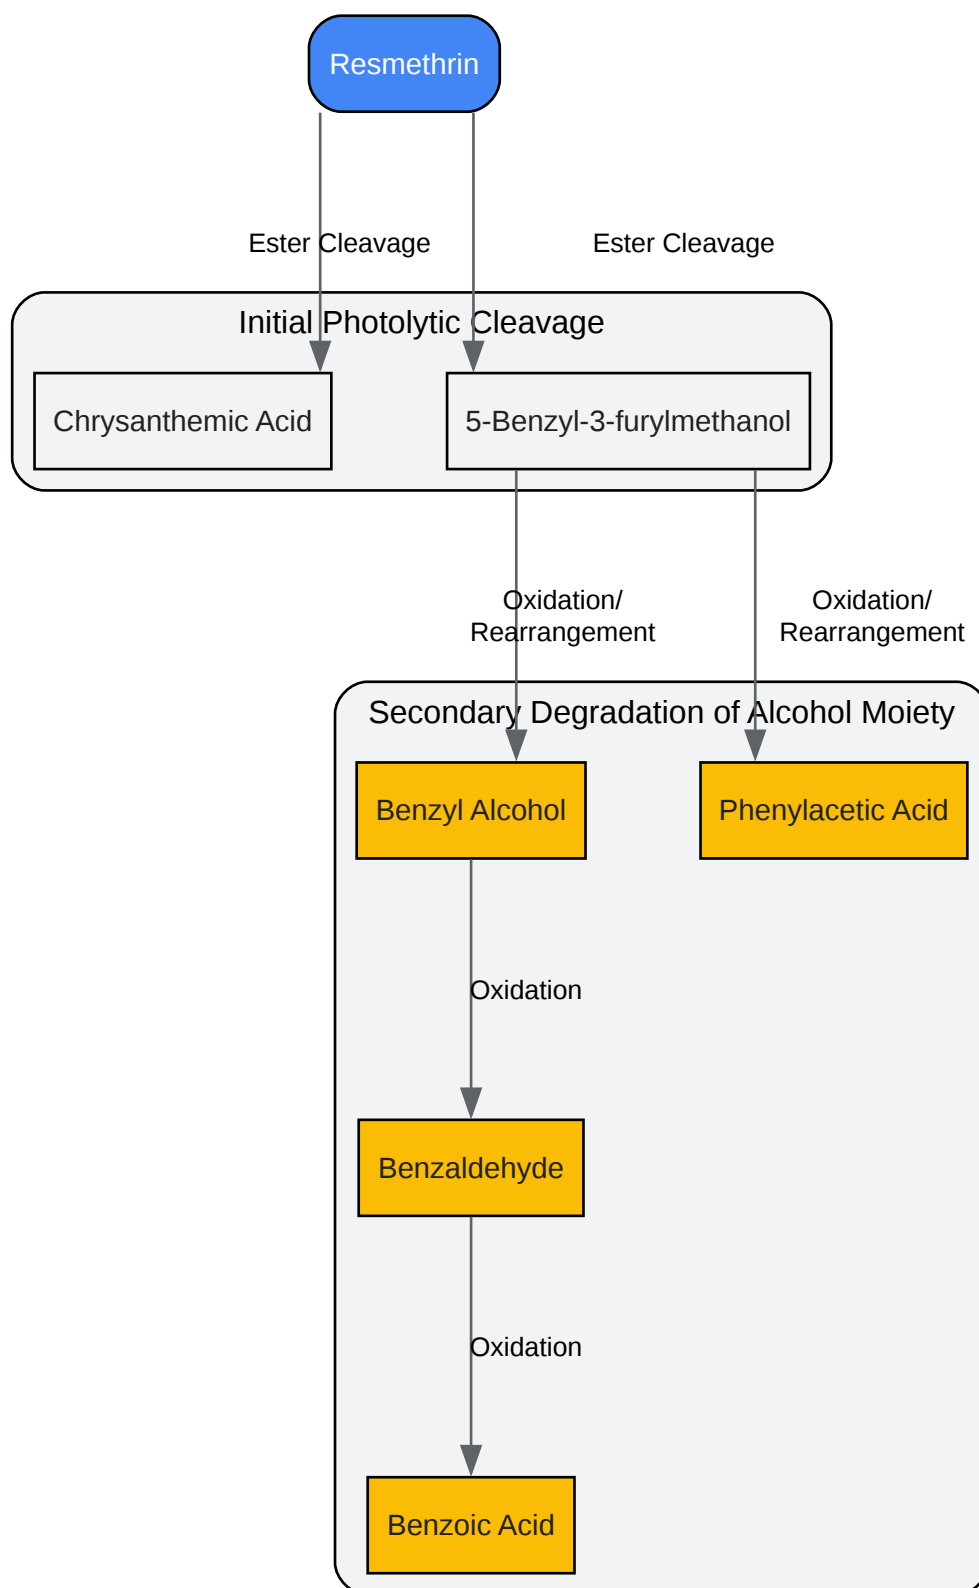 Resmethrin
Ester Cleavage
Ester Cleavage
Initial Photolytic Cleavage
Chrysanthemic Acid
5-Benzyl-3-furylmethanol
Oxidation/
Rearrangement
Oxidation/
Rearrangement
Secondary Degradation of Alcohol Moiety
Benzyl Alcohol
Phenylacetic Acid
Oxidation
Benzaldehyde
Oxidation
Benzoic Acid